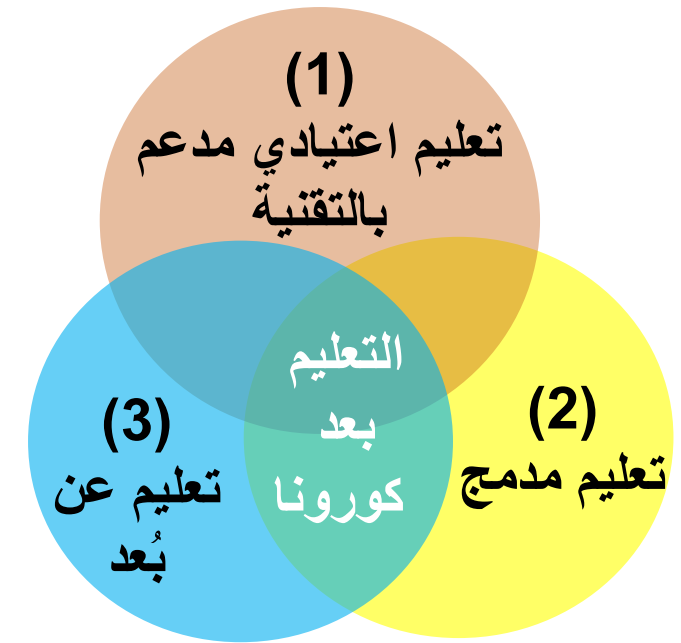 (1)
تعليم اعتيادي مدعم
بالتقنية
التعليم
بعد
كورونا
(2)
تعليم مدمج
(3)
تعليم عن
بُعد